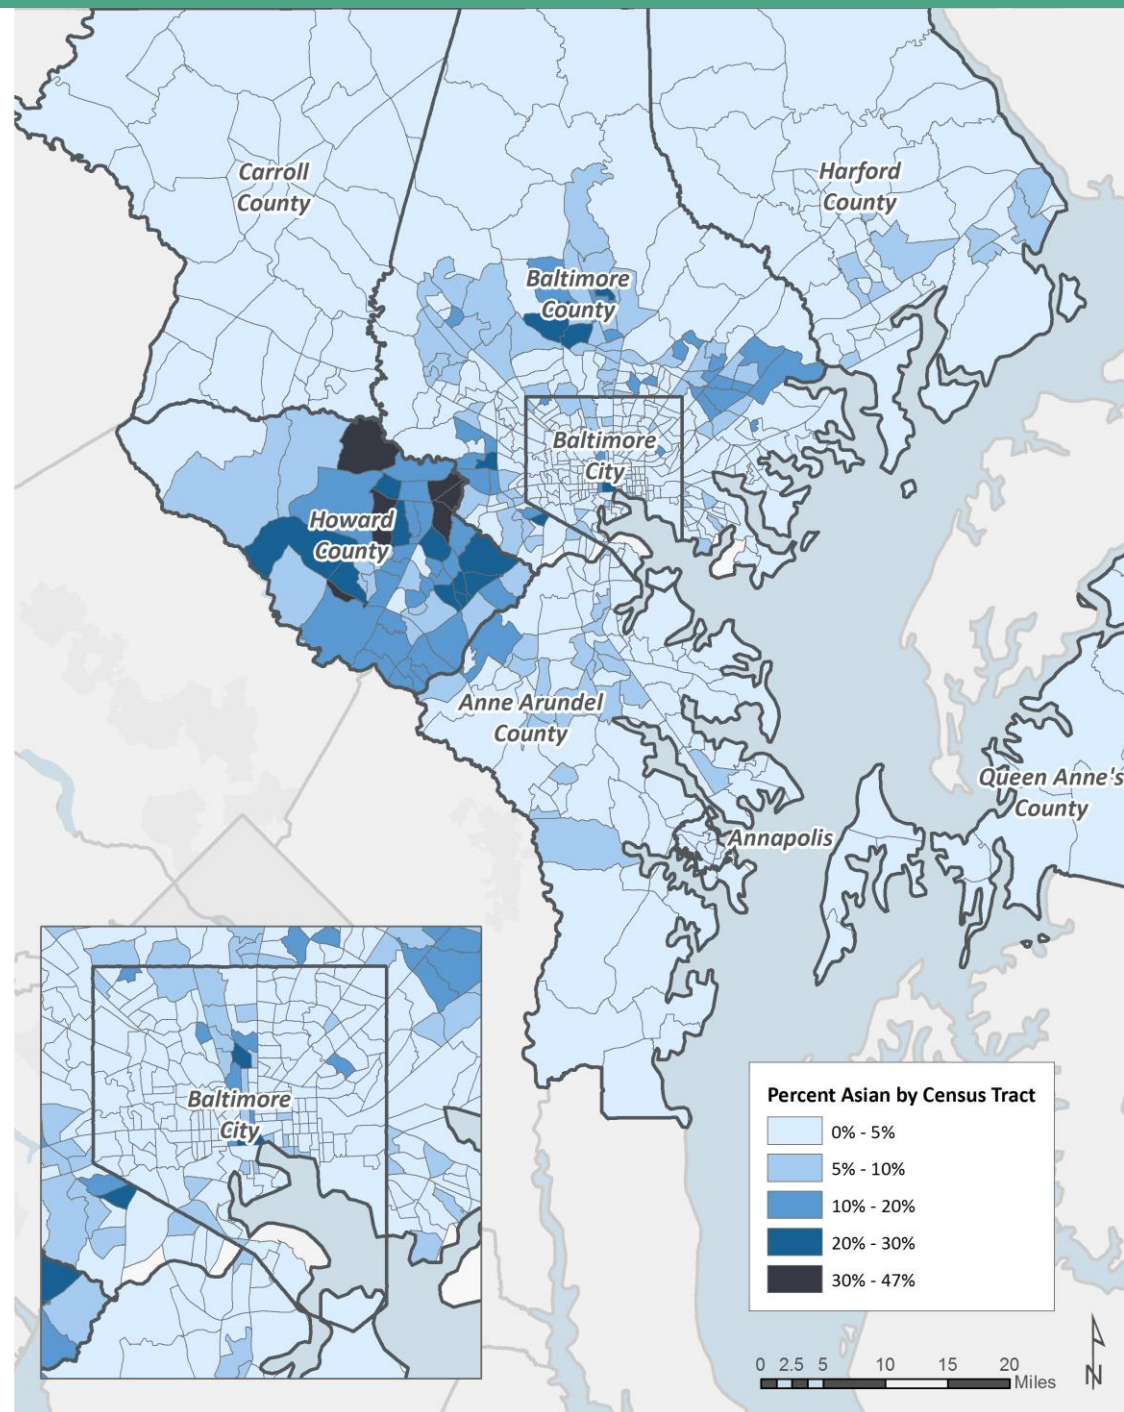 Carroll
County
Harford
County
Baltimore
County
Baltimore
City
Howard
County
Anne Arundel
County
Queen Anne's
County
Annapolis
Baltimore
City
Percent Asian by Census Tract
0% - 5%
5% - 10%
10% - 20%
20% - 30%
30% - 47%
0 2.5 5 10 15 20
Miles
N